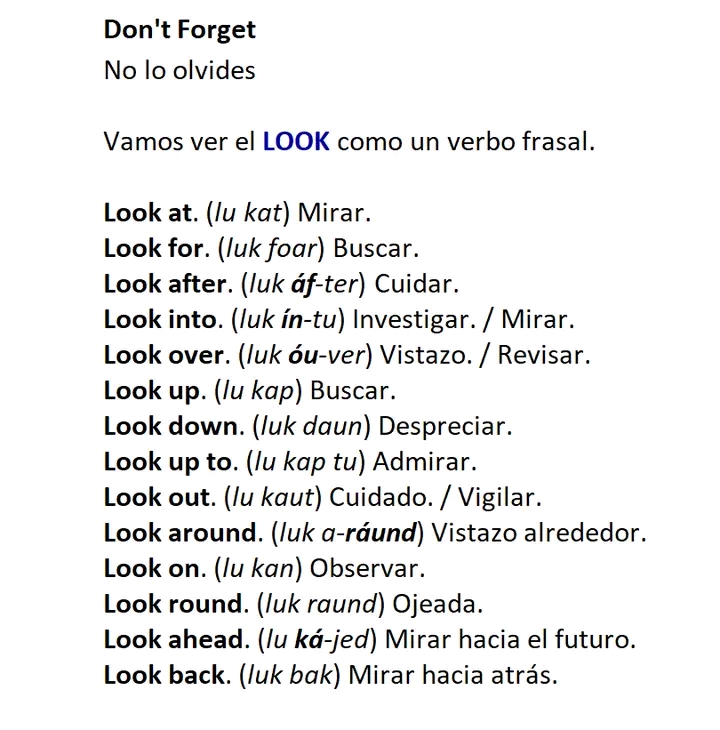 Don't Forget
No lo olvides
Vamos ver el LOOK como un verbo frasal.
Look at. (lu kat) Mirar.
Look for. (luk foar) Buscar.
Look after. (luk áf-ter) Cuidar.
Look into. (luk ín-tu) Investigar. / Mirar.
Look over. (luk óu-ver) Vistazo. / Revisar.
Look up. (lu kap) Buscar.
Look down. (luk daun) Despreciar.
Look up to. (lu kap tu) Admirar.
Look out. (lu kaut) Cuidado. / Vigilar.
Look around. (luk a-ráund) Vistazo alrededor.
Look on. (lu kan) Observar.
Look round. (luk raund) Ojeada.
Look ahead. (lu ká-jed) Mirar hacia el futuro.
Look back. (luk bak) Mirar hacia atrás.